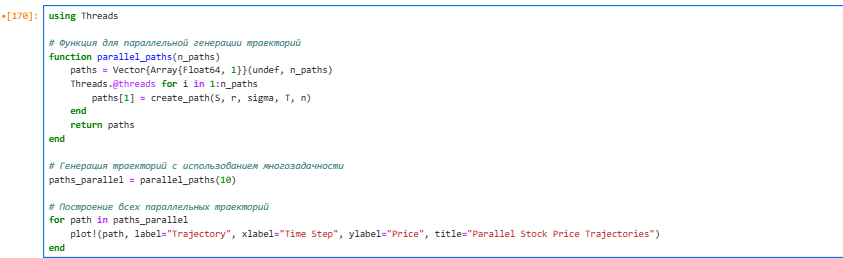 •[170]: using Threads
# Функция для параллельной генерации траекторий
function parallel_paths(n_paths)
    paths = Vector{Array{Float64, 1}}(undef, n_paths)
    Threads.@threads for i in 1:n_paths
        paths[1] = create_path(S, r, sigma, T, n)
    end
    return paths
end
# Генерация траекторий с использованием многозадачности
paths_parallel = parallel_paths(10)
# Построение всех параллельных траекторий
for path in paths_parallel
    plot!(path, label="Trajectory", xlabel="Time Step", ylabel="Price", title="Parallel Stock Price Trajectories")
end